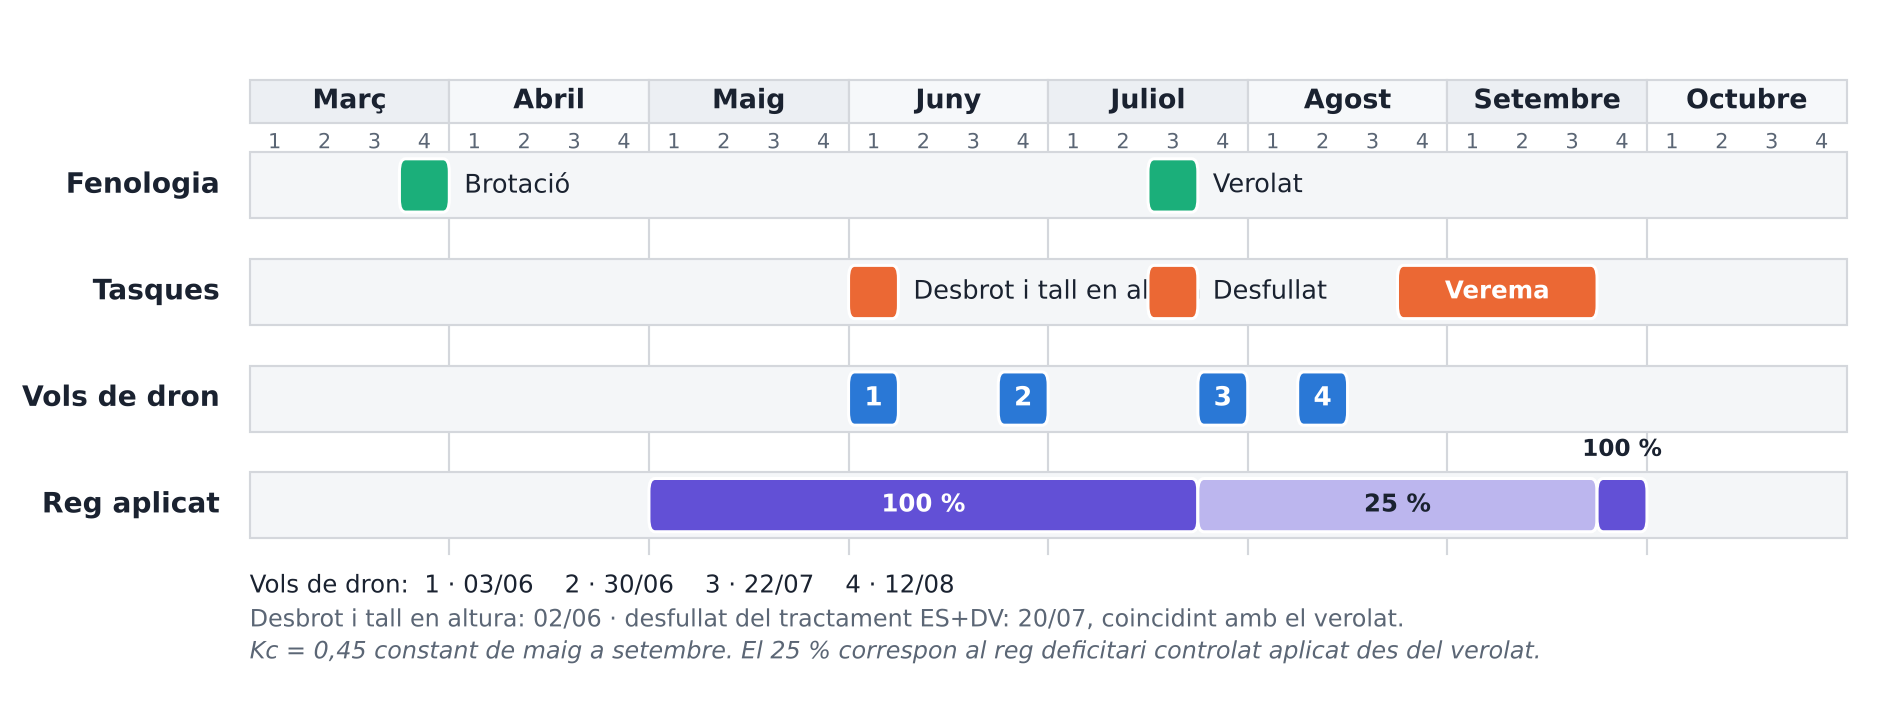 Març Abril Maig Juny Juliol Agost Setembre Octubre
1 2 3 4 1 2 3 4 1 2 3 4 1 2 3 4 1 2 3 4 1 2 3 4 1 2 3 4 1 2 3 4
Fenologia Brotació Verolat
Tasques Desbrot i tall en al Desfullat Verema
Vols de dron 1 2 3 4
100 %
Reg aplicat 100 % 25 %
Vols de dron: 1 · 03/06 2 · 30/06 3 · 22/07 4 · 12/08
Desbrot i tall en altura: 02/06 · desfullat del tractament ES+DV: 20/07, coincidint amb el verolat.
Kc = 0,45 constant de maig a setembre. El 25 % correspon al reg deficitari controlat aplicat des del verolat.